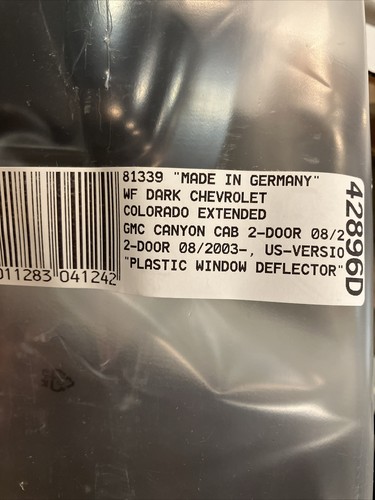 81339 "MADE IN GERMANY"
WF DARK CHEVROLET
COLORADO EXTENDED
GMC CANYON CAB 2-DOOR 08/2
2-DOOR 08/2003-, US-VERSIO
"PLASTIC WINDOW DEFLECTOR"
42896D
011283 041242